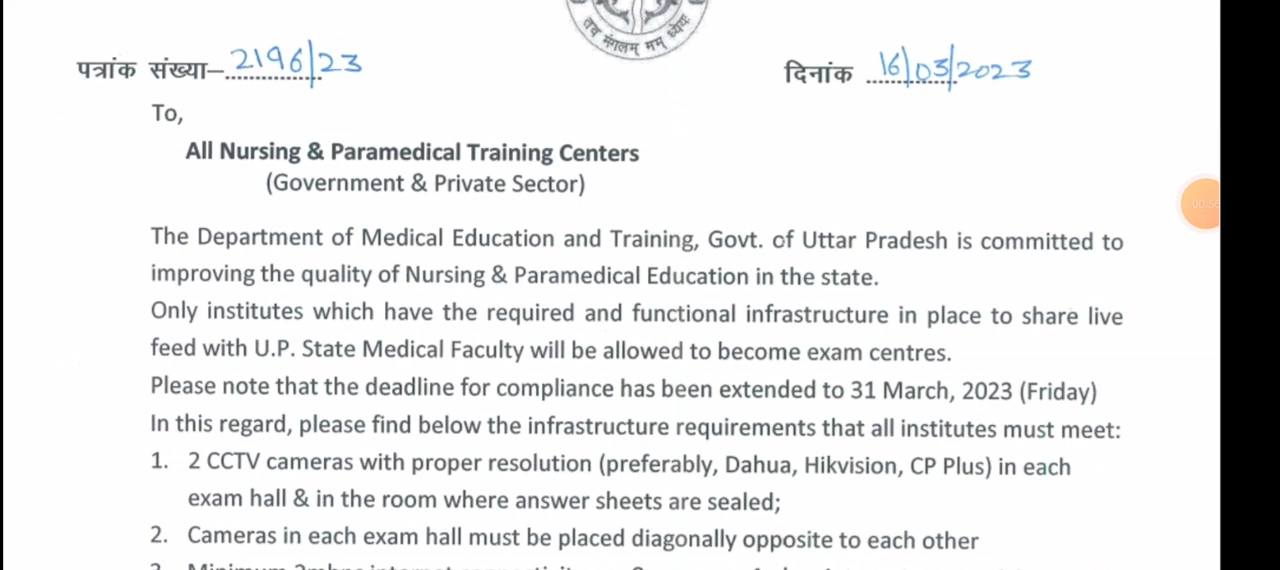 तव मंगलम् मम् ध्येयः
पत्रांक संख्या– 2196/23
दिनांक 16/03/2023
To,
All Nursing & Paramedical Training Centers
(Government & Private Sector)
00:56
The Department of Medical Education and Training, Govt. of Uttar Pradesh is committed to
improving the quality of Nursing & Paramedical Education in the state.
Only institutes which have the required and functional infrastructure in place to share live
feed with U.P. State Medical Faculty will be allowed to become exam centres.
Please note that the deadline for compliance has been extended to 31 March, 2023 (Friday)
In this regard, please find below the infrastructure requirements that all institutes must meet:
1. 2 CCTV cameras with proper resolution (preferably, Dahua, Hikvision, CP Plus) in each
exam hall & in the room where answer sheets are sealed;
2. Cameras in each exam hall must be placed diagonally opposite to each other